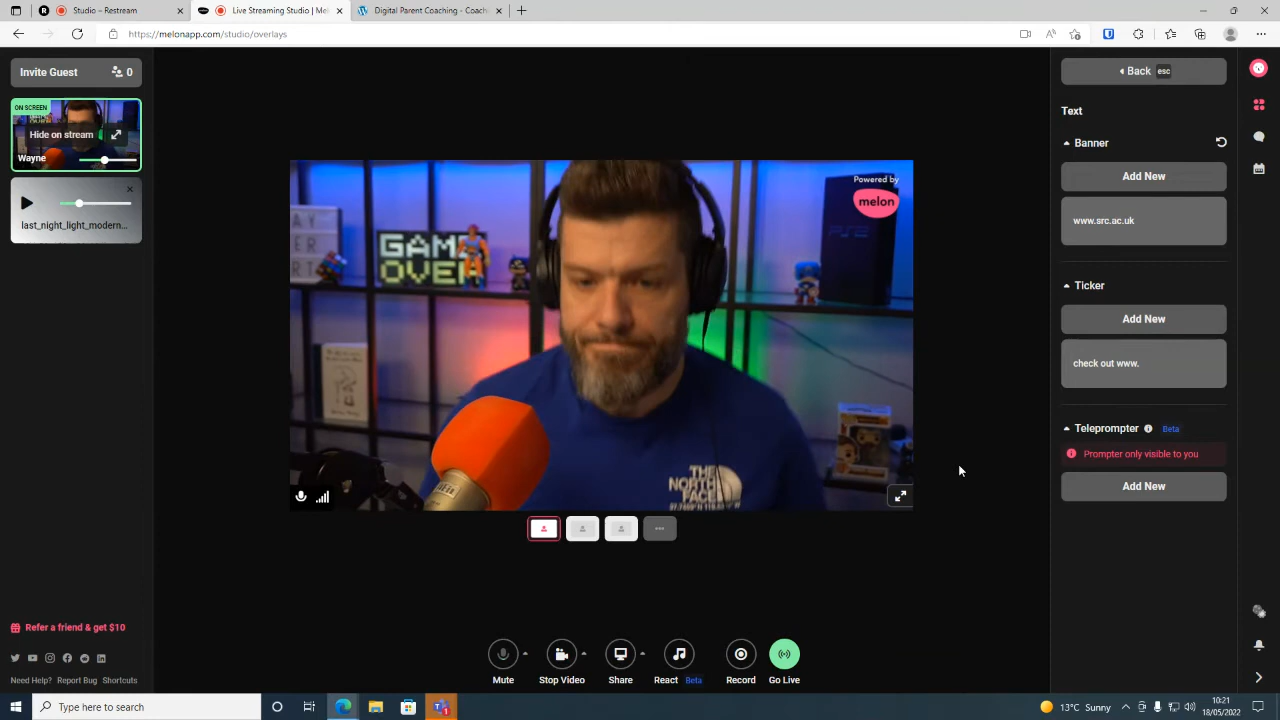 Studio – Restream
Live Streaming Studio | Mel
Digital Parent Coaching - Coach
https://melonapp.com/studio/overlays
Invite Guest 0
Back esc
ON SCREEN
Hide on stream
Wayne
last_night_light_modern...
Text
Banner
Add New
www.src.ac.uk
Ticker
Add New
check out www.
Teleprompter Beta
Prompter only visible to you
Add New
Powered by
melon
GAME
OVER
PS2
THE
NORTH
FACE
Refer a friend & get $10
Need Help? Report Bug Shortcuts
Mute Stop Video Share React Beta Record Go Live
Type here to search
13°C Sunny
10:21
18/05/2022